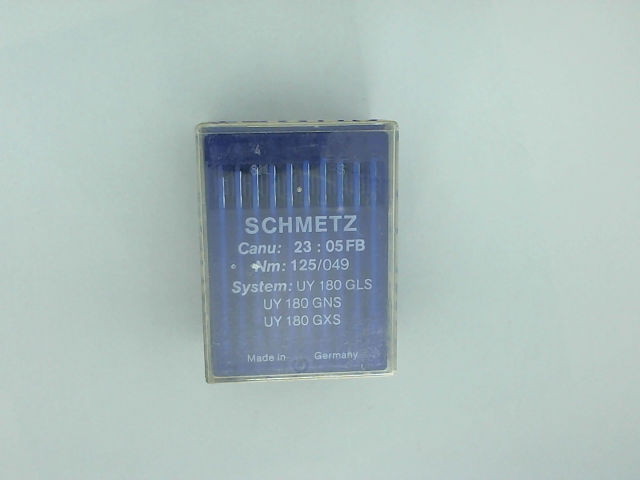 4
SCHMETZ
Canu: 23 : 05 FB
Nm: 125/049
System: UY 180 GLS
UY 180 GNS
UY 180 GXS
Made in Germany